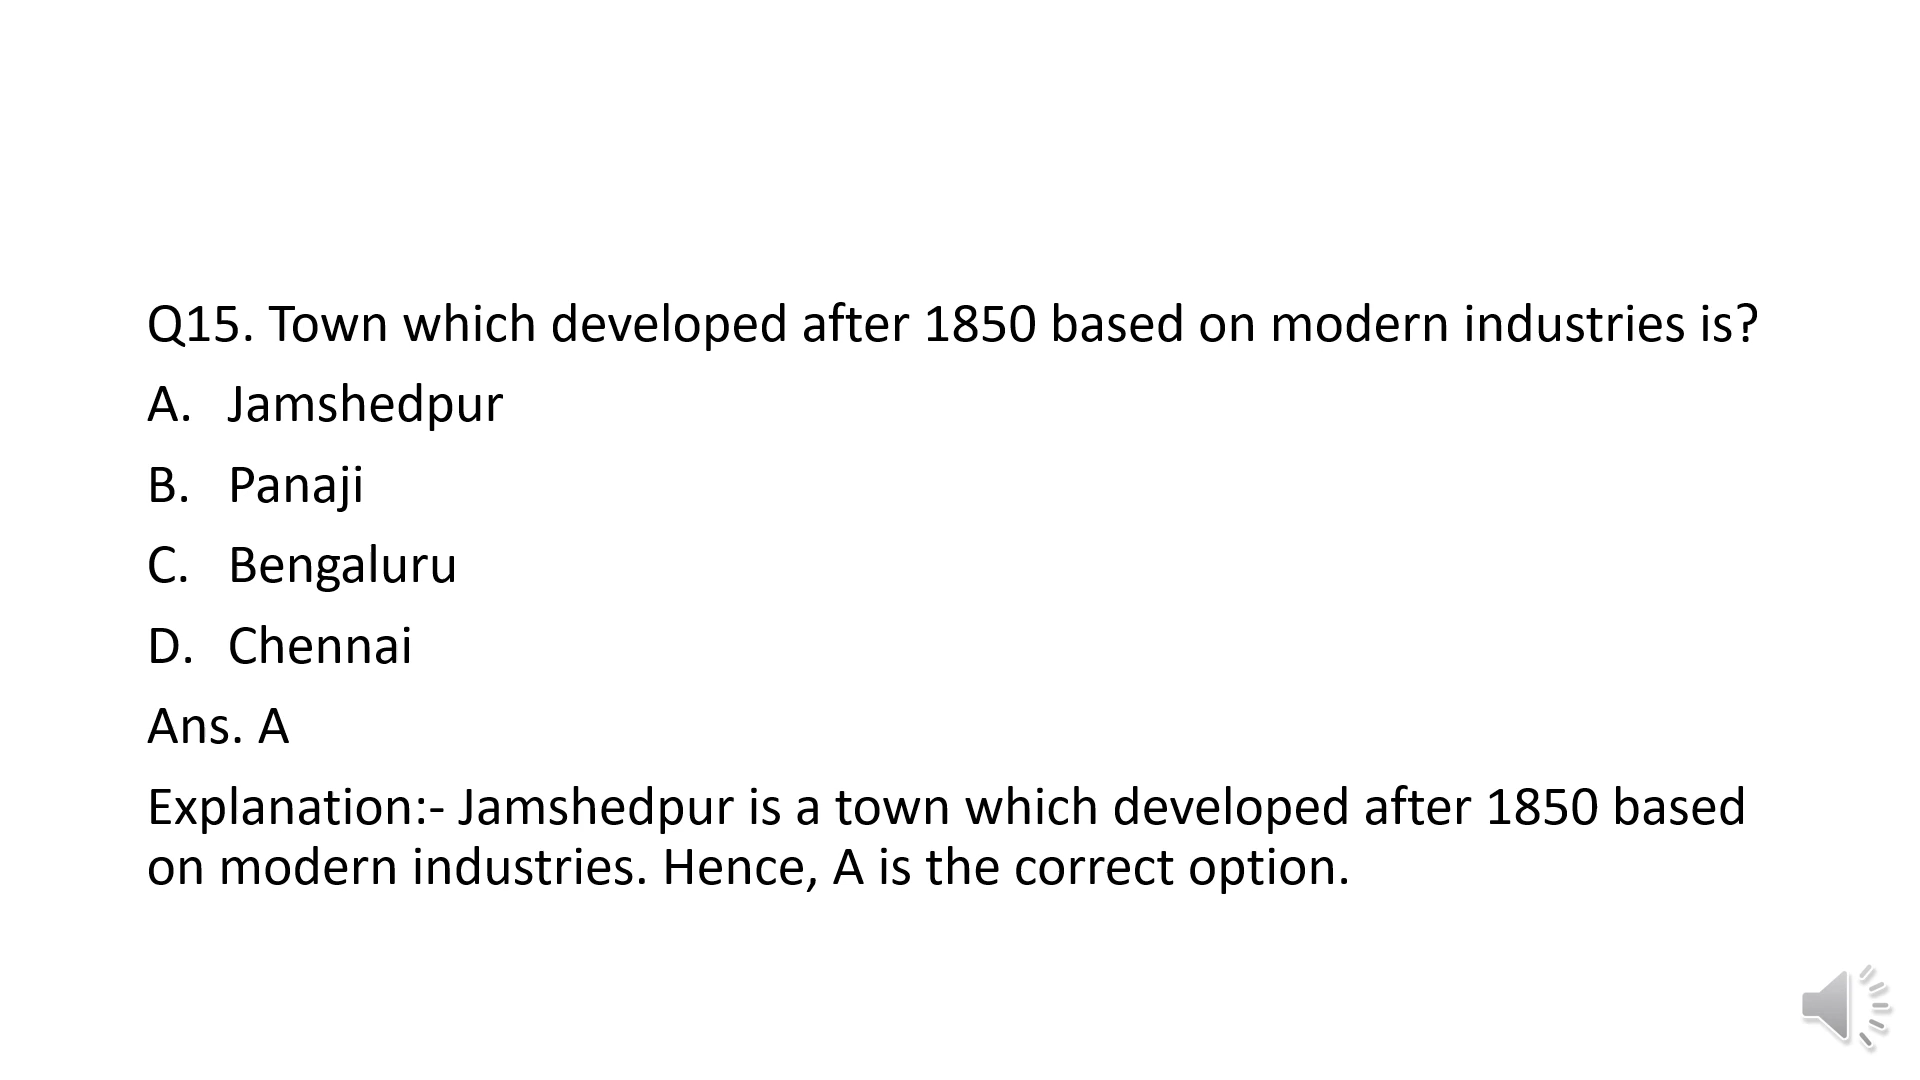 Q15. Town which developed after 1850 based on modern industries is?
A. Jamshedpur
B. Panaji
C. Bengaluru
D. Chennai
Ans. A
Explanation:- Jamshedpur is a town which developed after 1850 based
on modern industries. Hence, A is the correct option.